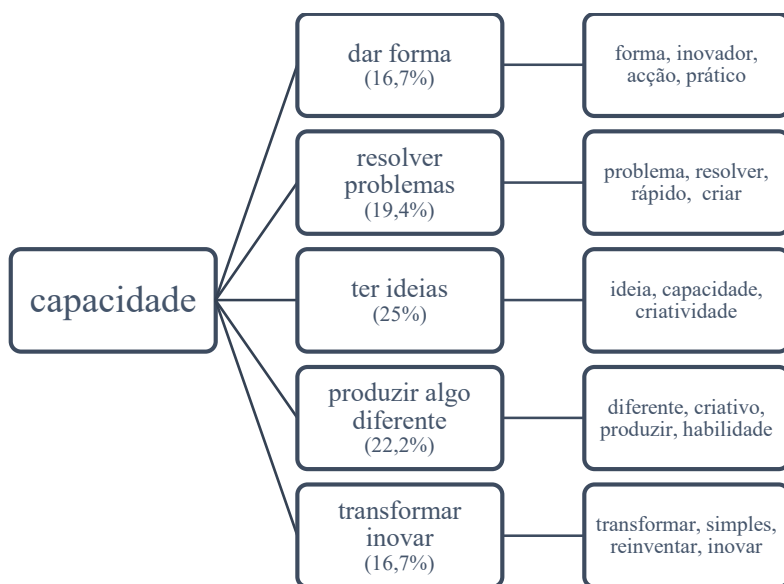 dar forma
(16,7%)
forma, inovador,
acção, prático
resolver
problemas
(19,4%)
problema, resolver,
rápido, criar
capacidade
ter ideias
(25%)
ideia, capacidade,
criatividade
produzir algo
diferente
(22,2%)
diferente, criativo,
produzir, habilidade
transformar
inovar
(16,7%)
transformar, simples,
reinventar, inovar